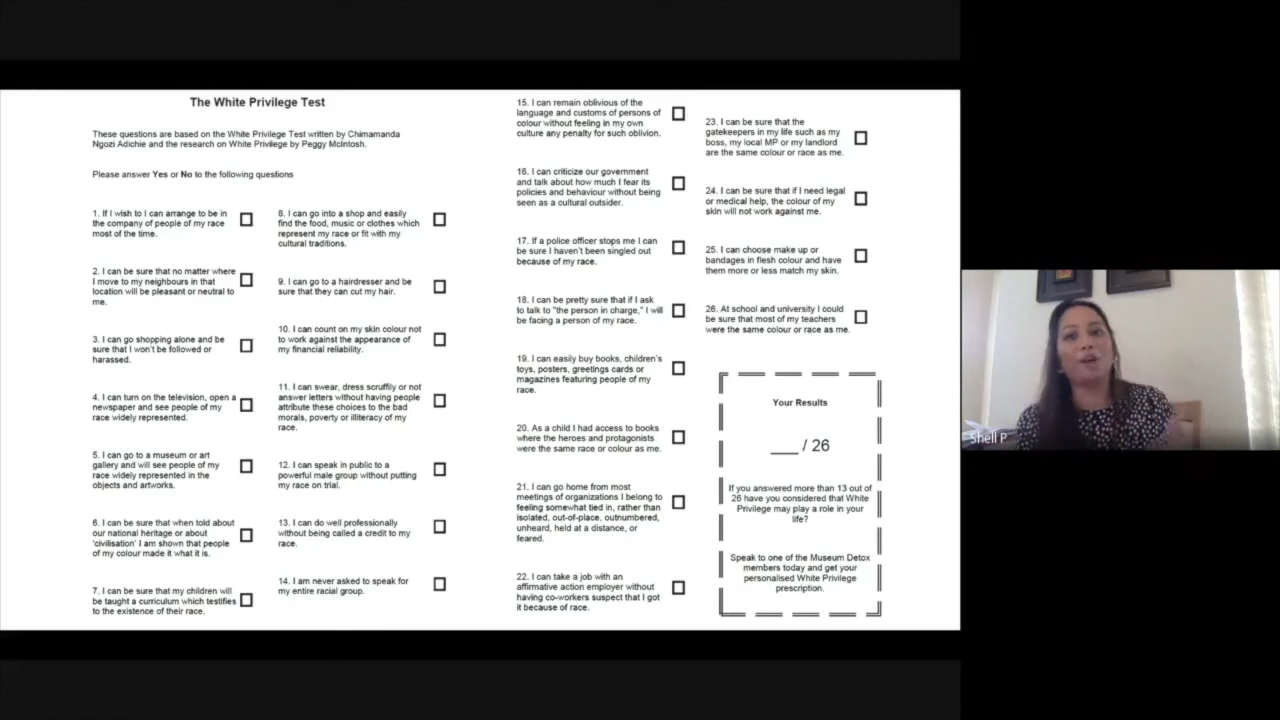 The White Privilege Test
These questions are based on the White Privilege Test written by Chimamanda
Ngozi Adichie and the research on White Privilege by Peggy McIntosh.
Please answer Yes or No to the following questions
1. If I wish to I can arrange to be in
the company of people of my race
most of the time.
2. I can be sure that no matter where
I move to my neighbours in that
location will be pleasant or neutral to
me.
3. I can go shopping alone and be
sure that I won't be followed or
harassed.
4. I can turn on the television, open a
newspaper and see people of my
race widely represented.
5. I can go to a museum or art
gallery and will see people of my
race widely represented in the
objects and artworks.
6. I can be sure that when told about
our national heritage or about
'civilisation' I am shown that people
of my colour made it what it is.
7. I can be sure that my children will
be taught a curriculum which testifies
to the existence of their race.
8. I can go into a shop and easily
find the food, music or clothes which
represent my race or fit with my
cultural traditions.
9. I can go to a hairdresser and be
sure that they can cut my hair.
10. I can count on my skin colour not
to work against the appearance of
my financial reliability.
11. I can swear, dress scruffily or not
answer letters without having people
attribute these choices to the bad
morals, poverty or illiteracy of my
race.
12. I can speak in public to a
powerful male group without putting
my race on trial.
13. I can do well professionally
without being called a credit to my
race.
14. I am never asked to speak for
my entire racial group.
15. I can remain oblivious of the
language and customs of persons of
colour without feeling in my own
culture any penalty for such oblivion.
16. I can criticize our government
and talk about how much I fear its
policies and behaviour without being
seen as a cultural outsider.
17. If a police officer stops me I can
be sure I haven't been singled out
because of my race.
18. I can be pretty sure that if I ask
to talk to "the person in charge," I will
be facing a person of my race.
19. I can easily buy books, children's
toys, posters, greetings cards or
magazines featuring people of my
race.
20. As a child I had access to books
where the heroes and protagonists
were the same race or colour as me.
21. I can go home from most
meetings of organizations I belong to
feeling somewhat tied in, rather than
isolated, out-of-place, outnumbered,
unheard, held at a distance, or
feared.
22. I can take a job with an
affirmative action employer without
having co-workers suspect that I got
it because of race.
23. I can be sure that the
gatekeepers in my life such as my
boss, my local MP or my landlord
are the same colour or race as me.
24. I can be sure that if I need legal
or medical help, the colour of my
skin will not work against me.
25. I can choose make up or
bandages in flesh colour and have
them more or less match my skin.
26. At school and university I could
be sure that most of my teachers
were the same colour or race as me.
Your Results
___ / 26
If you answered more than 13 out of
26 have you considered that White
Privilege may play a role in your
life?
Speak to one of the Museum Detox
members today and get your
personalised White Privilege
prescription.
Shell P